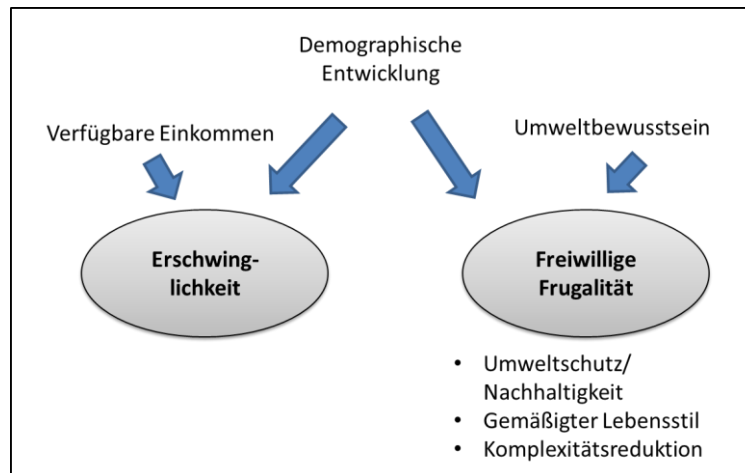 Demographische
Entwicklung
Verfügbare Einkommen
Umweltbewusstsein
Erschwing-
lichkeit
Freiwillige
Frugalität
• Umweltschutz/
Nachhaltigkeit
• Gemäßigter Lebensstil
• Komplexitätsreduktion